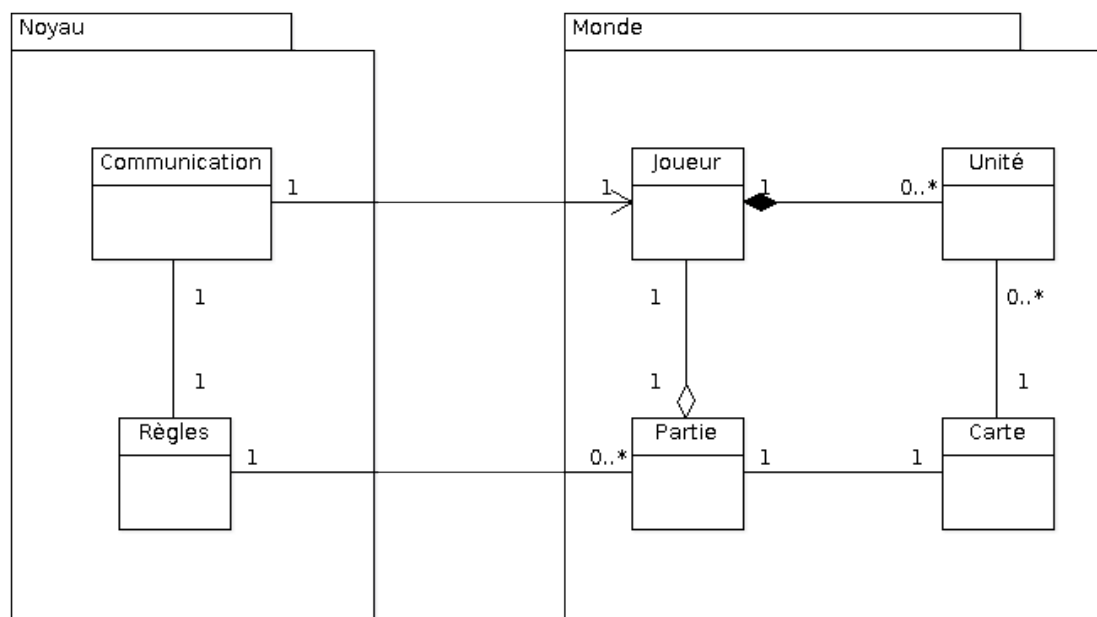 Noyau
Monde
Communication
Joueur
Unité
1
1
1
0..*
1
1
0..*
1
1
1
Règles
Partie
Carte
1
0..*
1
1